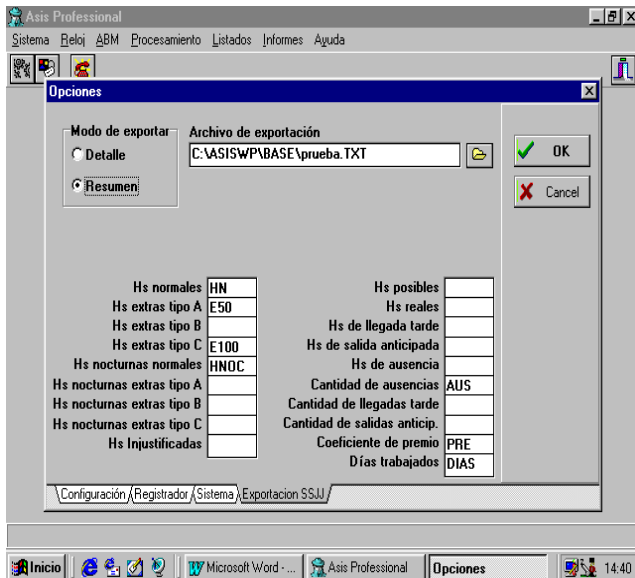 Asis Professional
Sistema Reloj ABM Procesamiento Listados Informes Ayuda
Opciones
Modo de exportar
Detalle
Resumen
Archivo de exportación
C:\ASISWP\BASE\prueba.TXT
OK
Cancel
Hs normales HN
Hs extras tipo A E50
Hs extras tipo B
Hs extras tipo C E100
Hs nocturnas normales HNOC
Hs nocturnas extras tipo A
Hs nocturnas extras tipo B
Hs nocturnas extras tipo C
Hs Injustificadas
Hs posibles
Hs reales
Hs de llegada tarde
Hs de salida anticipada
Hs de ausencia
Cantidad de ausencias AUS
Cantidad de llegadas tarde
Cantidad de salidas anticip.
Coeficiente de premio PRE
Días trabajados DIAS
Configuración Registrador Sistema Exportacion SSJJ
Inicio Microsoft Word - ... Asis Professional Opciones 14:40